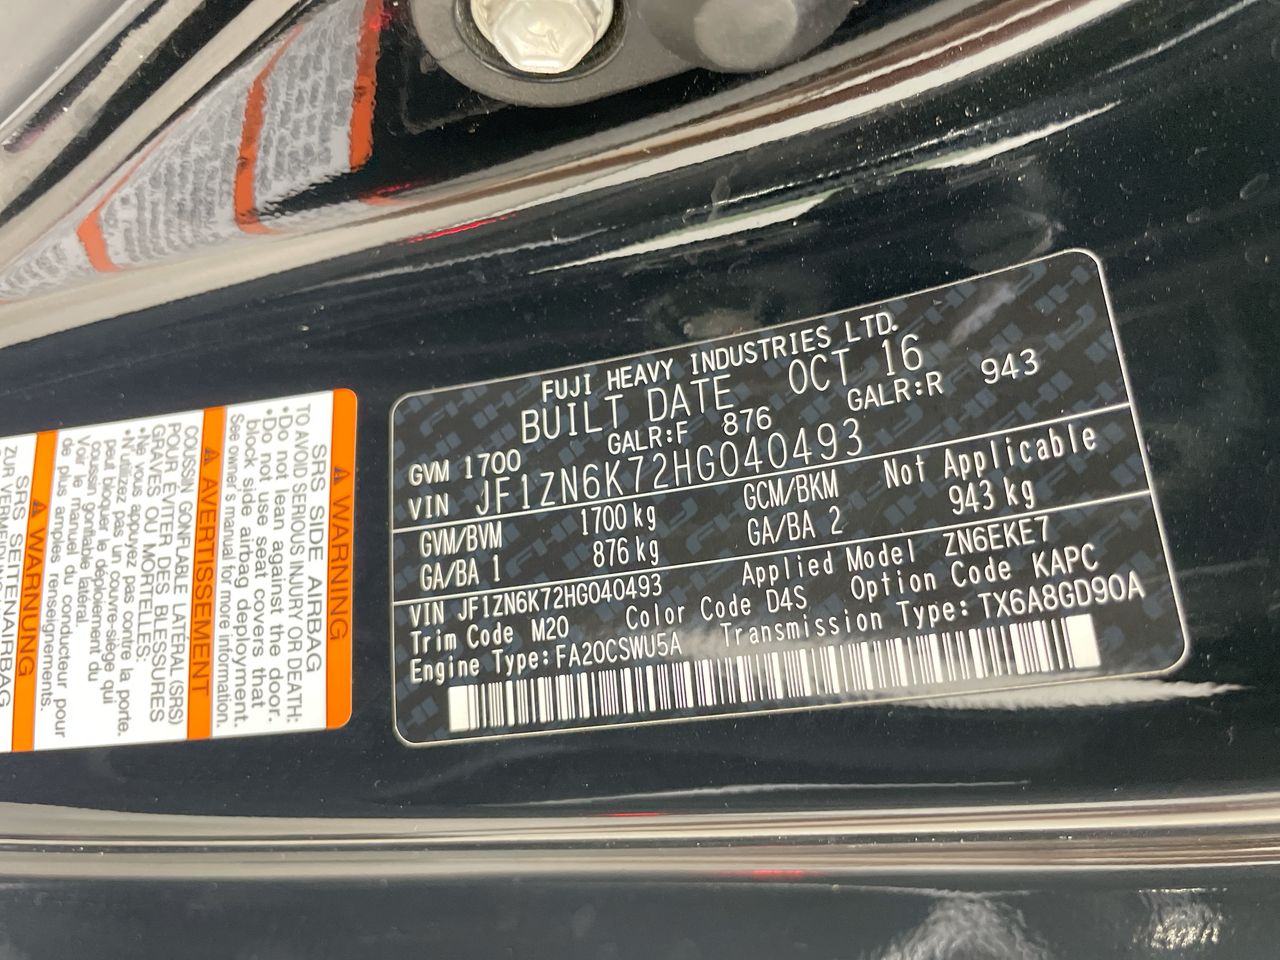 FUJI HEAVY INDUSTRIES LTD.
BUILT DATE OCT 16
GVM 1700 GALR:F 876 GALR:R 943
VIN JF1ZN6K72HG040493
GVM/BVM 1700 kg GCM/BKM Not Applicable
GA/BA 1 876 kg GA/BA 2 943 kg
VIN JF1ZN6K72HG040493 Applied Model ZN6EKE7
Trim Code M20 Color Code D4S Option Code KAPC
Engine Type:FA20CSWU5A Transmission Type:TX6A8GD90A
WARNING
SRS SIDE AIRBAG
TO AVOID SERIOUS INJURY OR DEATH:
•Do not lean against the door.
•Do not use seat covers that
block side airbag deployment.
See owner's manual for more information.
AVERTISSEMENT
COUSSIN GONFLABLE LATÉRAL (SRS)
POUR ÉVITER DES BLESSURES
GRAVES OU MORTELLES:
•Ne vous appuyez pas contre la porte.
•N'utilisez pas un couvre-siège qui
peut bloquer le déploiement du
coussin gonflable latéral.
Voir le manuel du conducteur pour
de plus amples renseignements.
WARNUNG
SRS SEITENAIRBAG